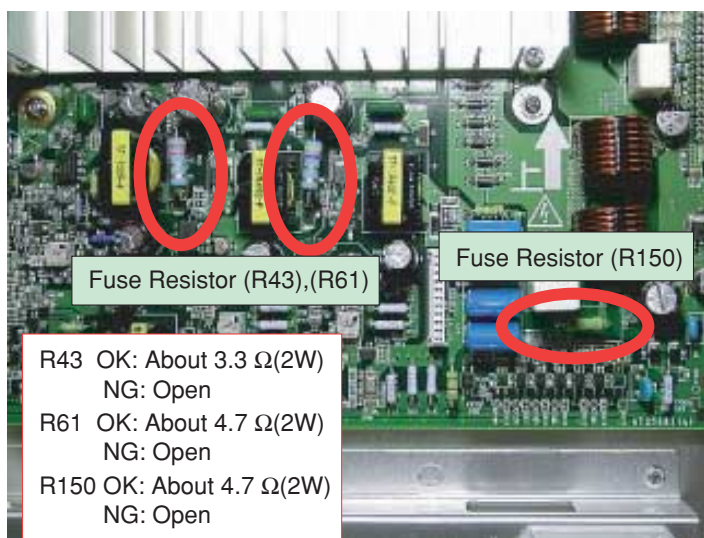 Fuse Resistor (R43),(R61)
Fuse Resistor (R150)
R43 OK: About 3.3 Ω(2W)
NG: Open
R61 OK: About 4.7 Ω(2W)
NG: Open
R150 OK: About 4.7 Ω(2W)
NG: Open